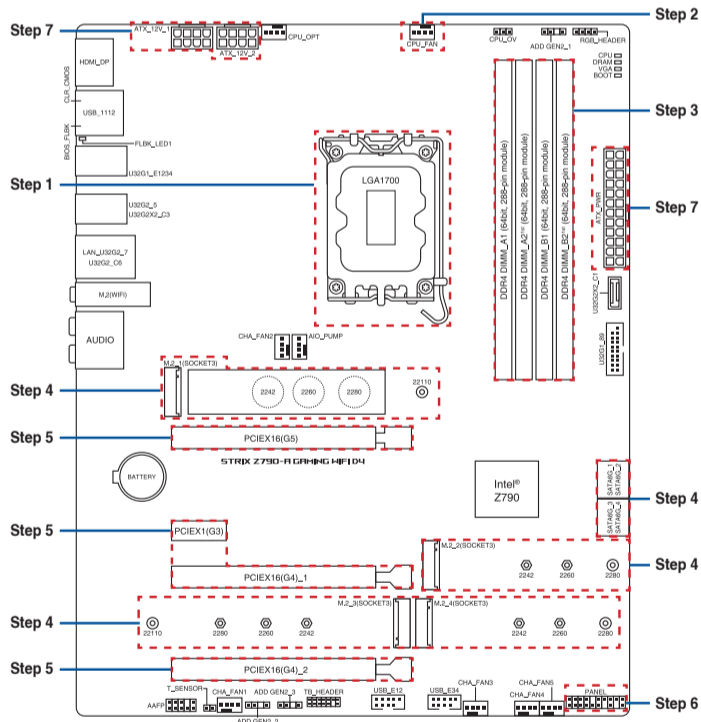 Step 7
ATX_12V_1
ATX_12V_2
CPU_OPT
CPU_FAN
Step 2
CPU_OV
ADD GEN2_1
RGB_HEADER
CPU
DRAM
VGA
BOOT
HDMI_DP
CLR_CMOS
USB_1112
BIOS_FLBK
FLBK_LED1
U32G1_E1234
Step 1
LGA1700
DDR4 DIMM_A1 (64bit, 288-pin module)
DDR4 DIMM_A2 (64bit, 288-pin module)
DDR4 DIMM_B1 (64bit, 288-pin module)
DDR4 DIMM_B2 (64bit, 288-pin module)
Step 3
ATX_PWR
Step 7
U32G2_5
U32G2X2_C3
LAN_U32G2_7
U32G2_C6
M.2(WIFI)
U32G2X2_C1
AUDIO
CHA_FAN2
AIO_PUMP
U32G1_89
M.2_1(SOCKET3)
Step 4
2242
2260
2280
22110
Step 5
PCIEX16(G5)
STRIX Z790-A GAMING WIFI D4
BATTERY
Intel®
Z790
SATA6G_1
SATA6G_2
SATA6G_3
SATA6G_4
Step 4
Step 5
PCIEX1(G3)
M.2_2(SOCKET3)
2242
2260
2280
Step 4
PCIEX16(G4)_1
M.2_3(SOCKET3)
M.2_4(SOCKET3)
Step 4
22110
2280
2260
2242
2242
2260
2280
Step 5
PCIEX16(G4)_2
T_SENSOR
AAFP
CHA_FAN1
ADD GEN2_3
ADD GEN2_2
TB_HEADER
USB_E12
USB_E34
CHA_FAN3
CHA_FAN5
CHA_FAN4
PANEL
Step 6